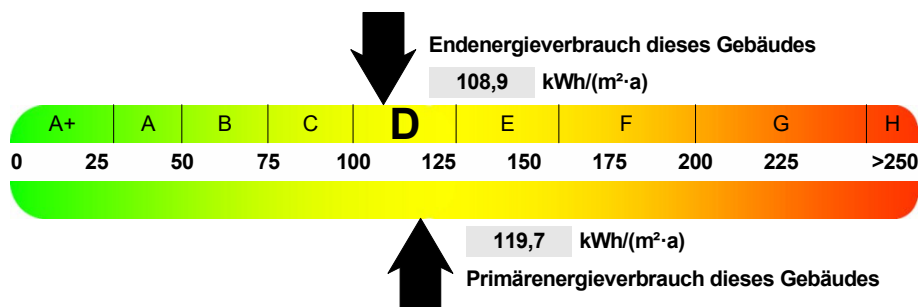 Endenergieverbrauch dieses Gebäudes
108,9 kWh/(m²·a)
A+ A B C D E F G H
0 25 50 75 100 125 150 175 200 225 >250
119,7 kWh/(m²·a)
Primärenergieverbrauch dieses Gebäudes